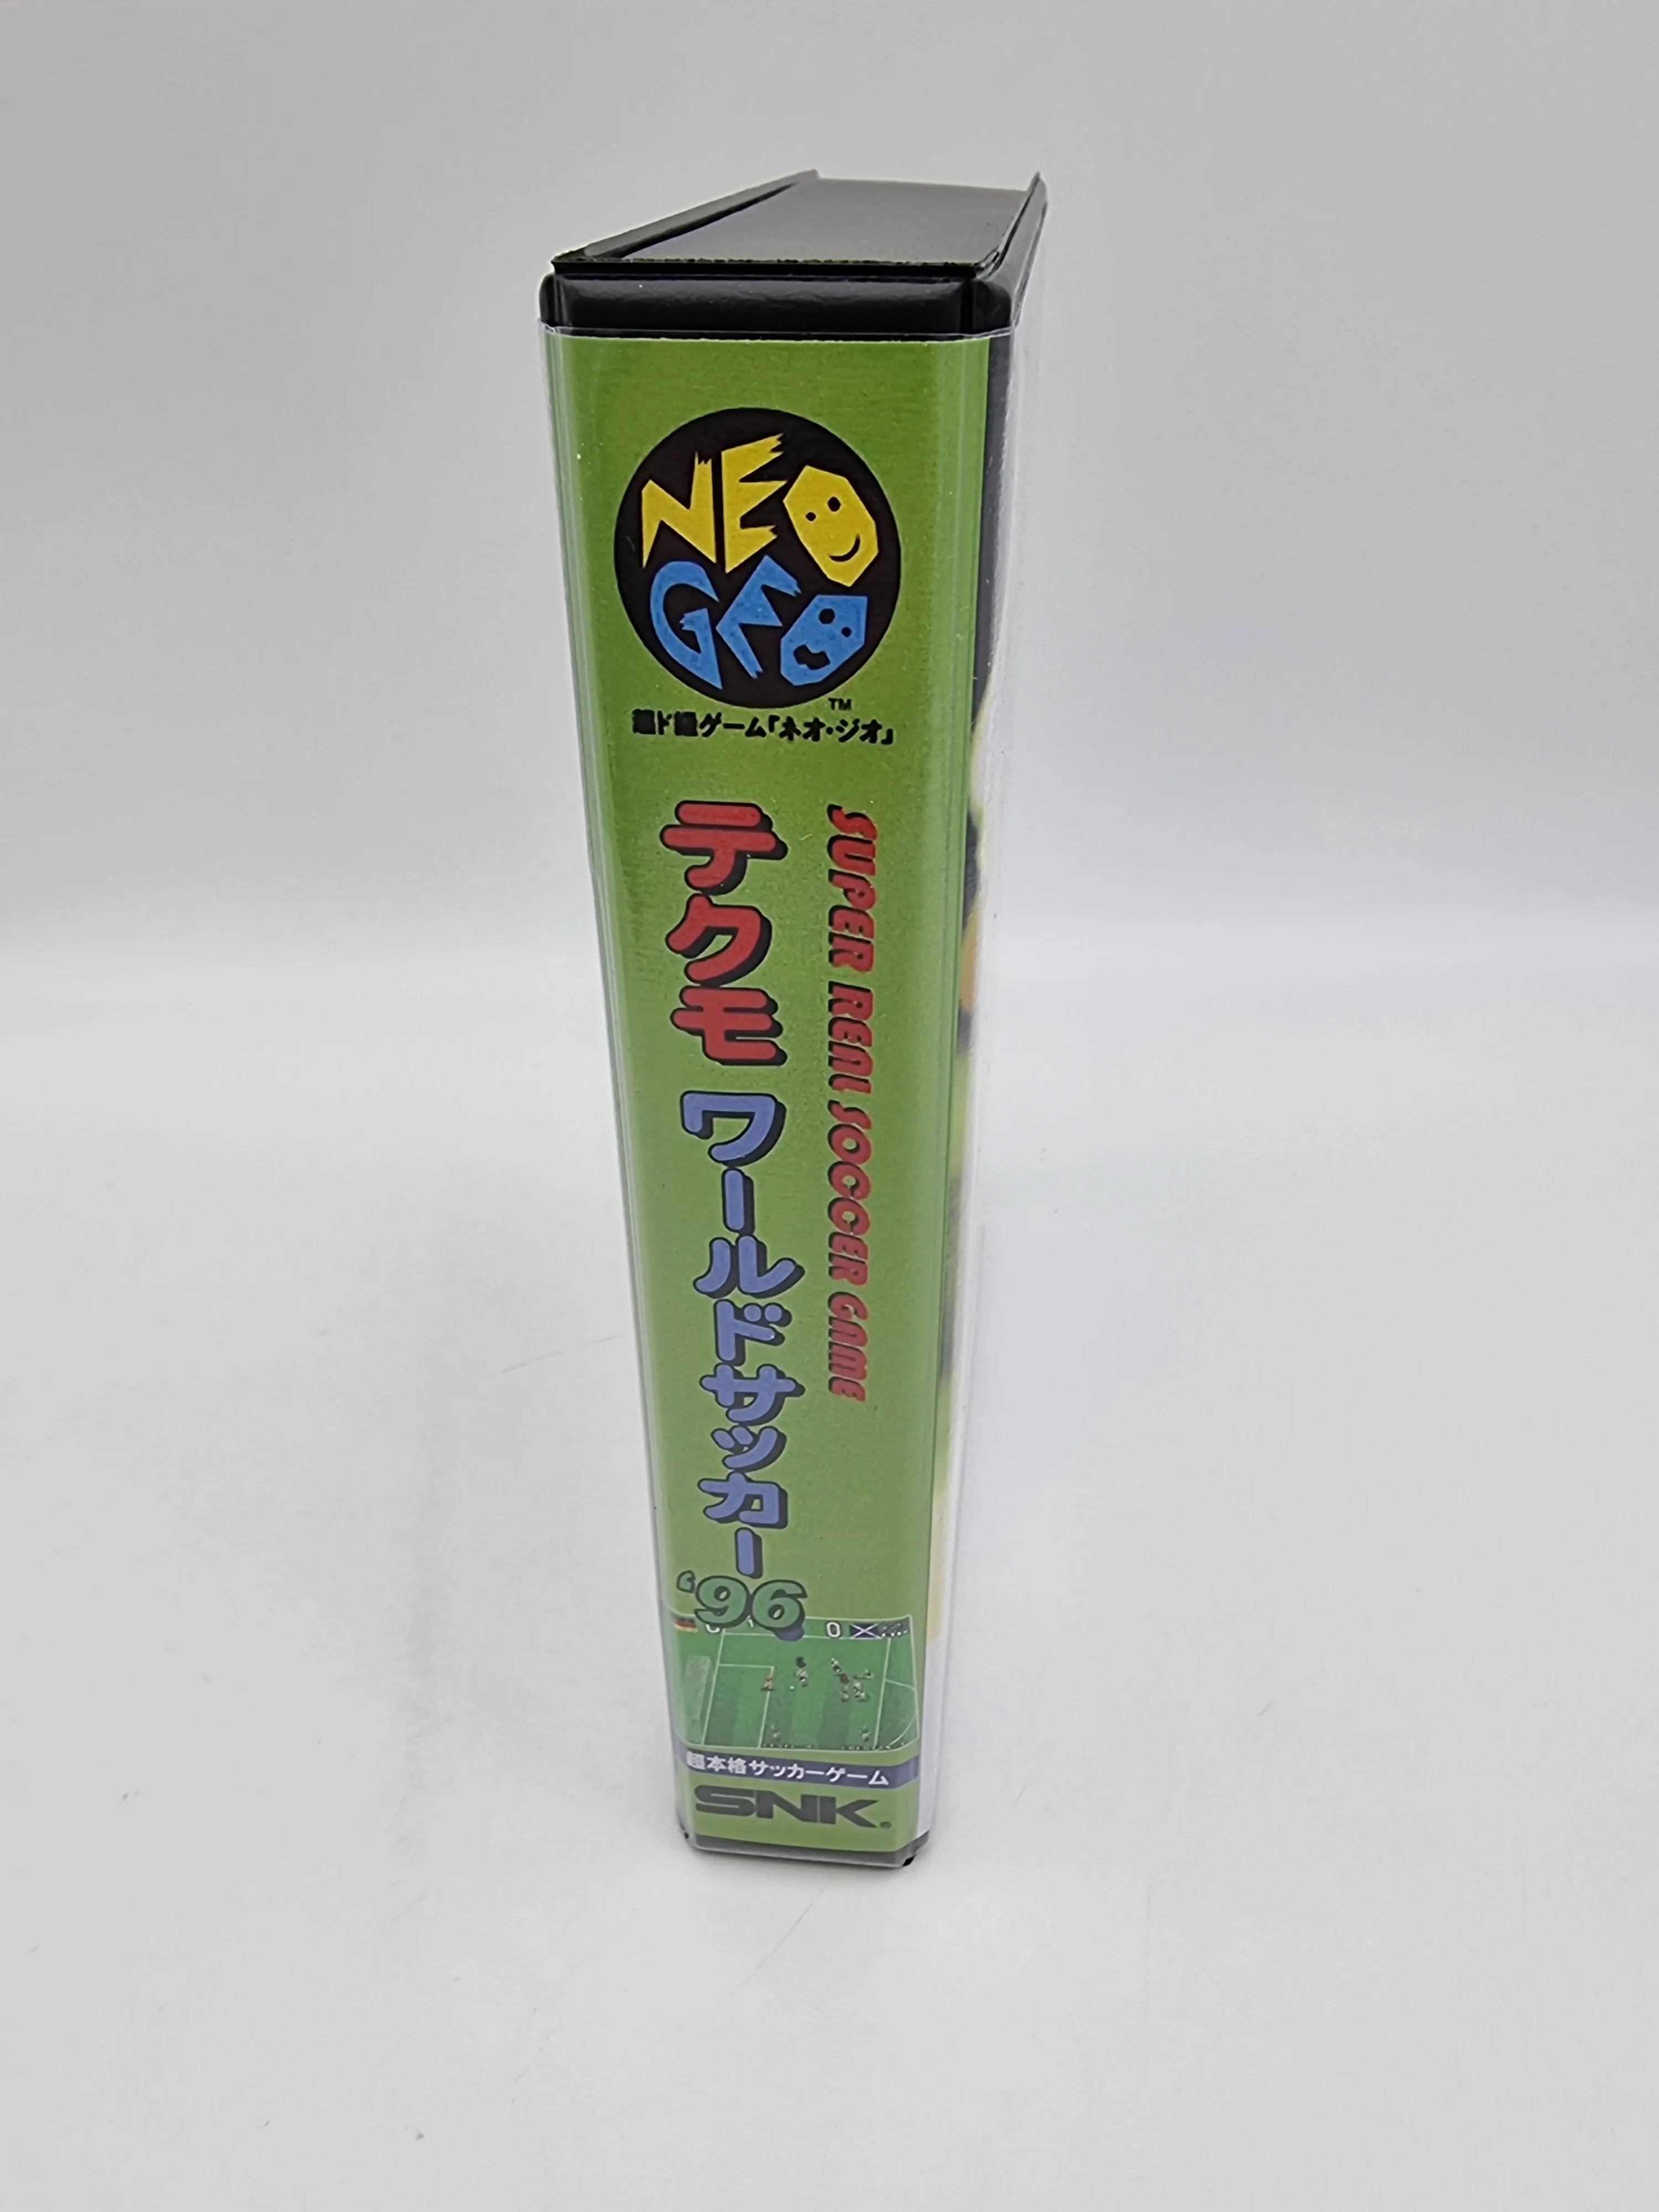 NEO
GEO
TM
超ド級ゲーム「ネオ・ジオ」
SUPER REAL SOCCER GAME
テクモ ワールドサッカー
'96
0
超本格サッカーゲーム
SNK®